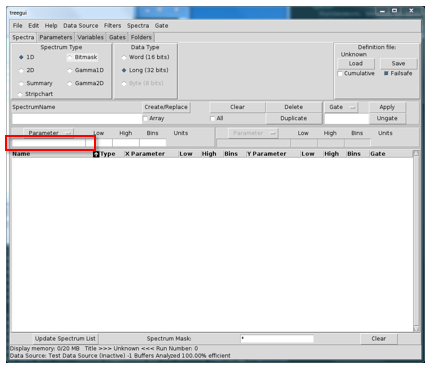 treegui
File Edit Help Data Source Filters Spectra Gate
Spectra Parameters Variables Gates Folders
Spectrum Type Data Type Definition file:
1D Bitmask Word (16 bits) Unknown
2D Gamma1D Long (32 bits) Load Save
Summary Gamma2D Byte (8 bits) Cumulative Failsafe
Stripchart
SpectrumName Create/Replace Clear Delete Gate Apply
Array All Duplicate Ungate
Parameter Low High Bins Units Parameter Low High Bins Units
Name Type X Parameter Low High Bins Y Parameter Low High Bins Gate
Update Spectrum List Spectrum Mask: * Clear
Display memory: 0/20 MB Title >>> Unknown <<< Run Number: 0
Data Source: Test Data Source (Inactive) -1 Buffers Analyzed 100.00% efficient